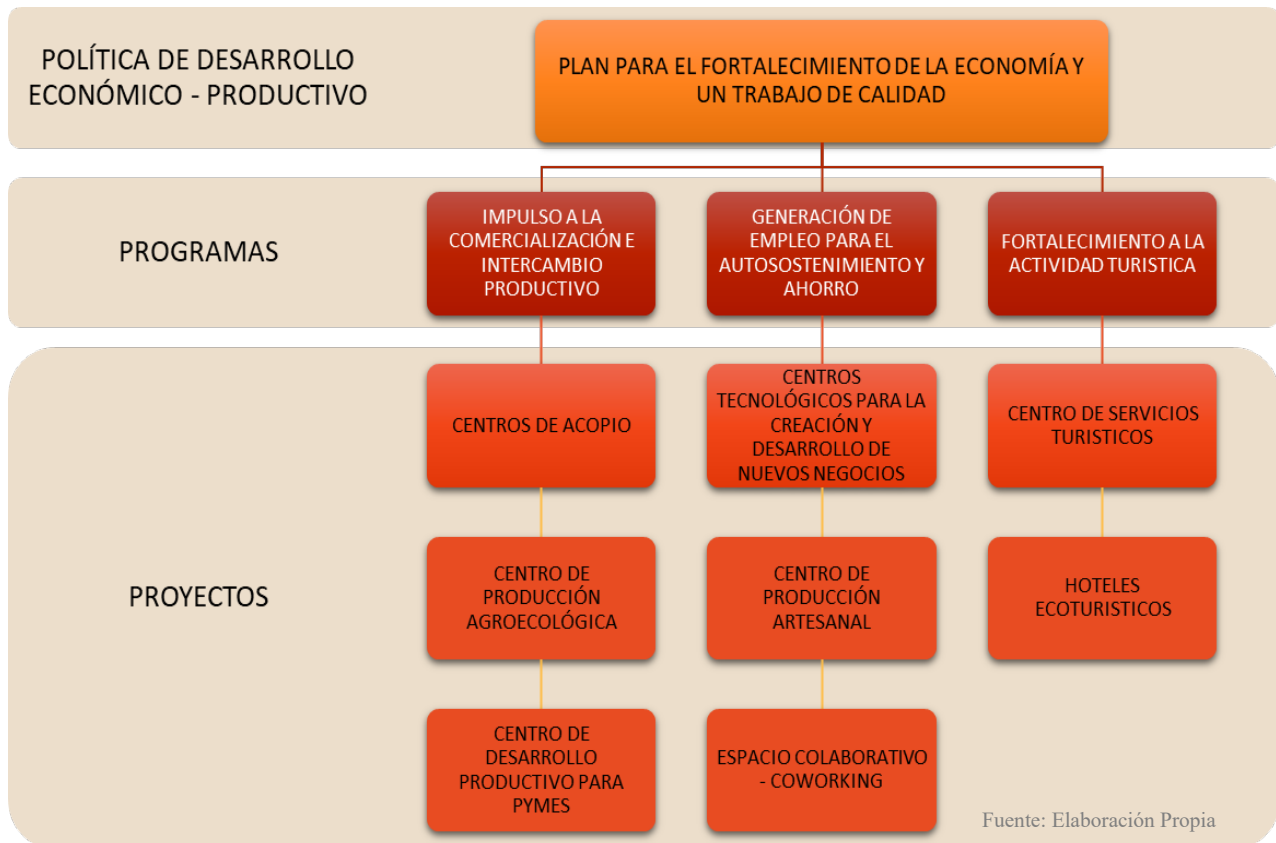 POLÍTICA DE DESARROLLO
ECONÓMICO - PRODUCTIVO
PLAN PARA EL FORTALECIMIENTO DE LA ECONOMÍA Y
UN TRABAJO DE CALIDAD
PROGRAMAS
IMPULSO A LA
COMERCIALIZACIÓN E
INTERCAMBIO
PRODUCTIVO
GENERACIÓN DE
EMPLEO PARA EL
AUTOSOSTENIMIENTO Y
AHORRO
FORTALECIMIENTO A LA
ACTIVIDAD TURISTICA
PROYECTOS
CENTROS DE ACOPIO
CENTROS
TECNOLÓGICOS PARA LA
CREACIÓN Y
DESARROLLO DE
NUEVOS NEGOCIOS
CENTRO DE SERVICIOS
TURISTICOS
CENTRO DE
PRODUCCIÓN
AGROECOLÓGICA
CENTRO DE
PRODUCCIÓN
ARTESANAL
HOTELES
ECOTURISTICOS
CENTRO DE
DESARROLLO
PRODUCTIVO PARA
PYMES
ESPACIO COLABORATIVO
- COWORKING
Fuente: Elaboración Propia